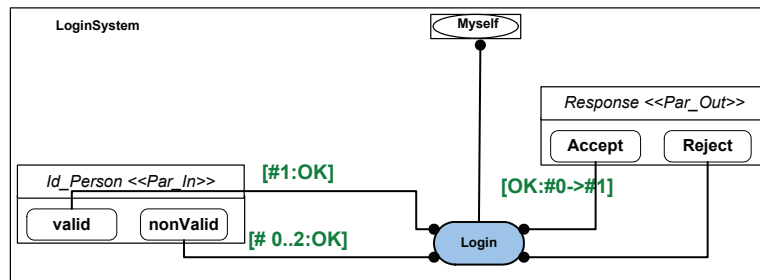 LoginSystem
Myself
Response <<Par_Out>>
Accept
Reject
[#1:OK]
[OK:#0->#1]
Id_Person <<Par_In>>
valid
nonValid
[# 0..2:OK]
Login